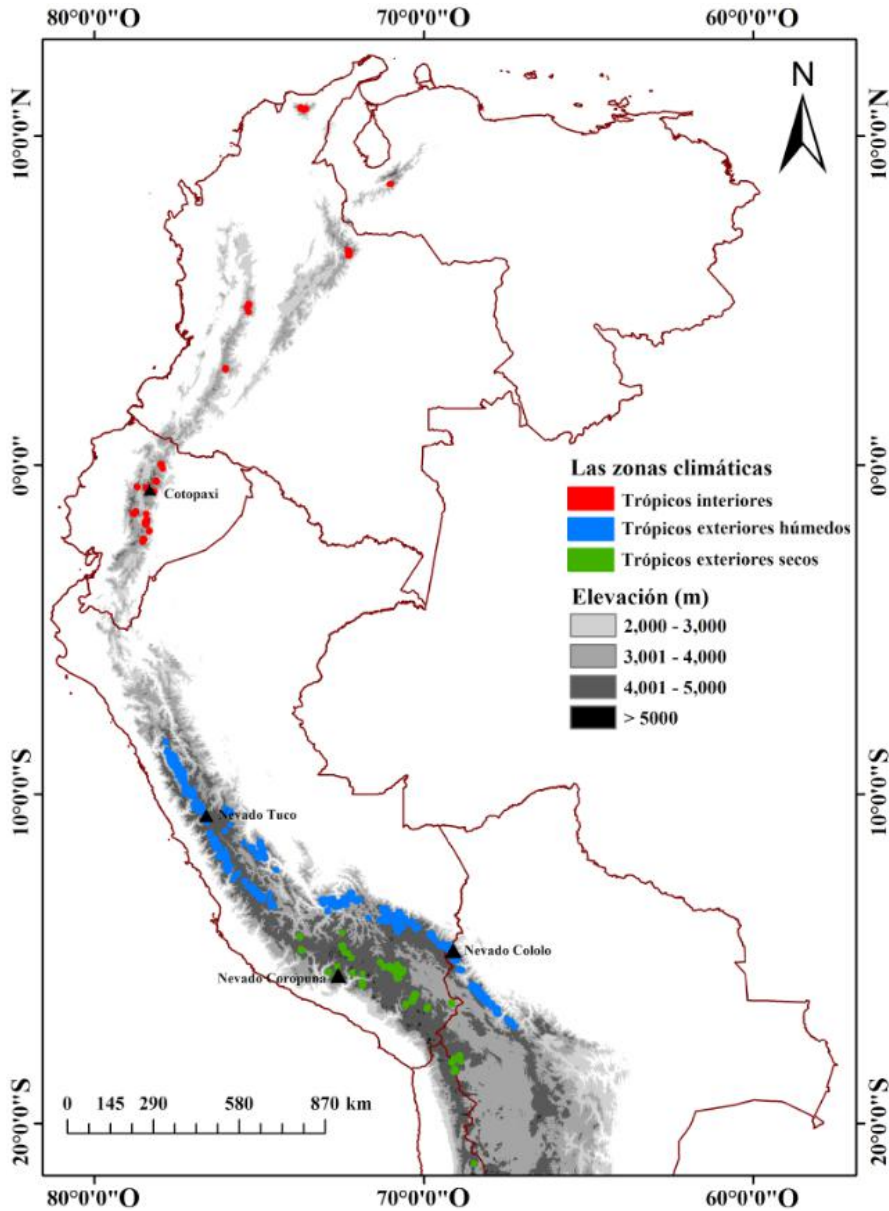 80°0'0"O 70°0'0"O 60°0'0"O
N
10°0'0"N 10°0'0"N
0°0'0" 0°0'0"
Cotopaxi
Las zonas climáticas
Trópicos interiores
Trópicos exteriores húmedos
Trópicos exteriores secos
Elevación (m)
2,000 - 3,000
3,001 - 4,000
4,001 - 5,000
> 5000
10°0'0"S 10°0'0"S
Nevado Tuco
Nevado Cololo
Nevado Coropuna
0 145 290 580 870 km
20°0'0"S 20°0'0"S
80°0'0"O 70°0'0"O 60°0'0"O